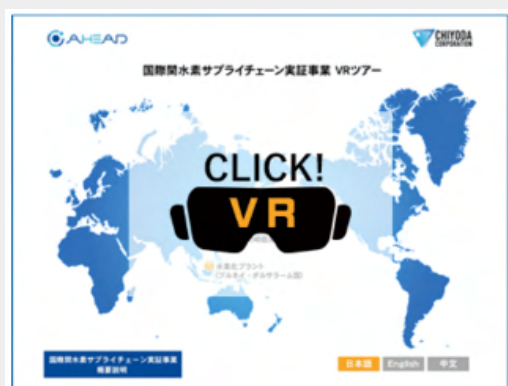 AHEAD
CHIYODA
CORPORATION
国際間水素サプライチェーン実証事業 VRツアー
CLICK!
VR
水素化プラント
(ブルネイ・ダルサラーム国)
国際間水素サプライチェーン実証事業
概要説明
日本語 English 中文